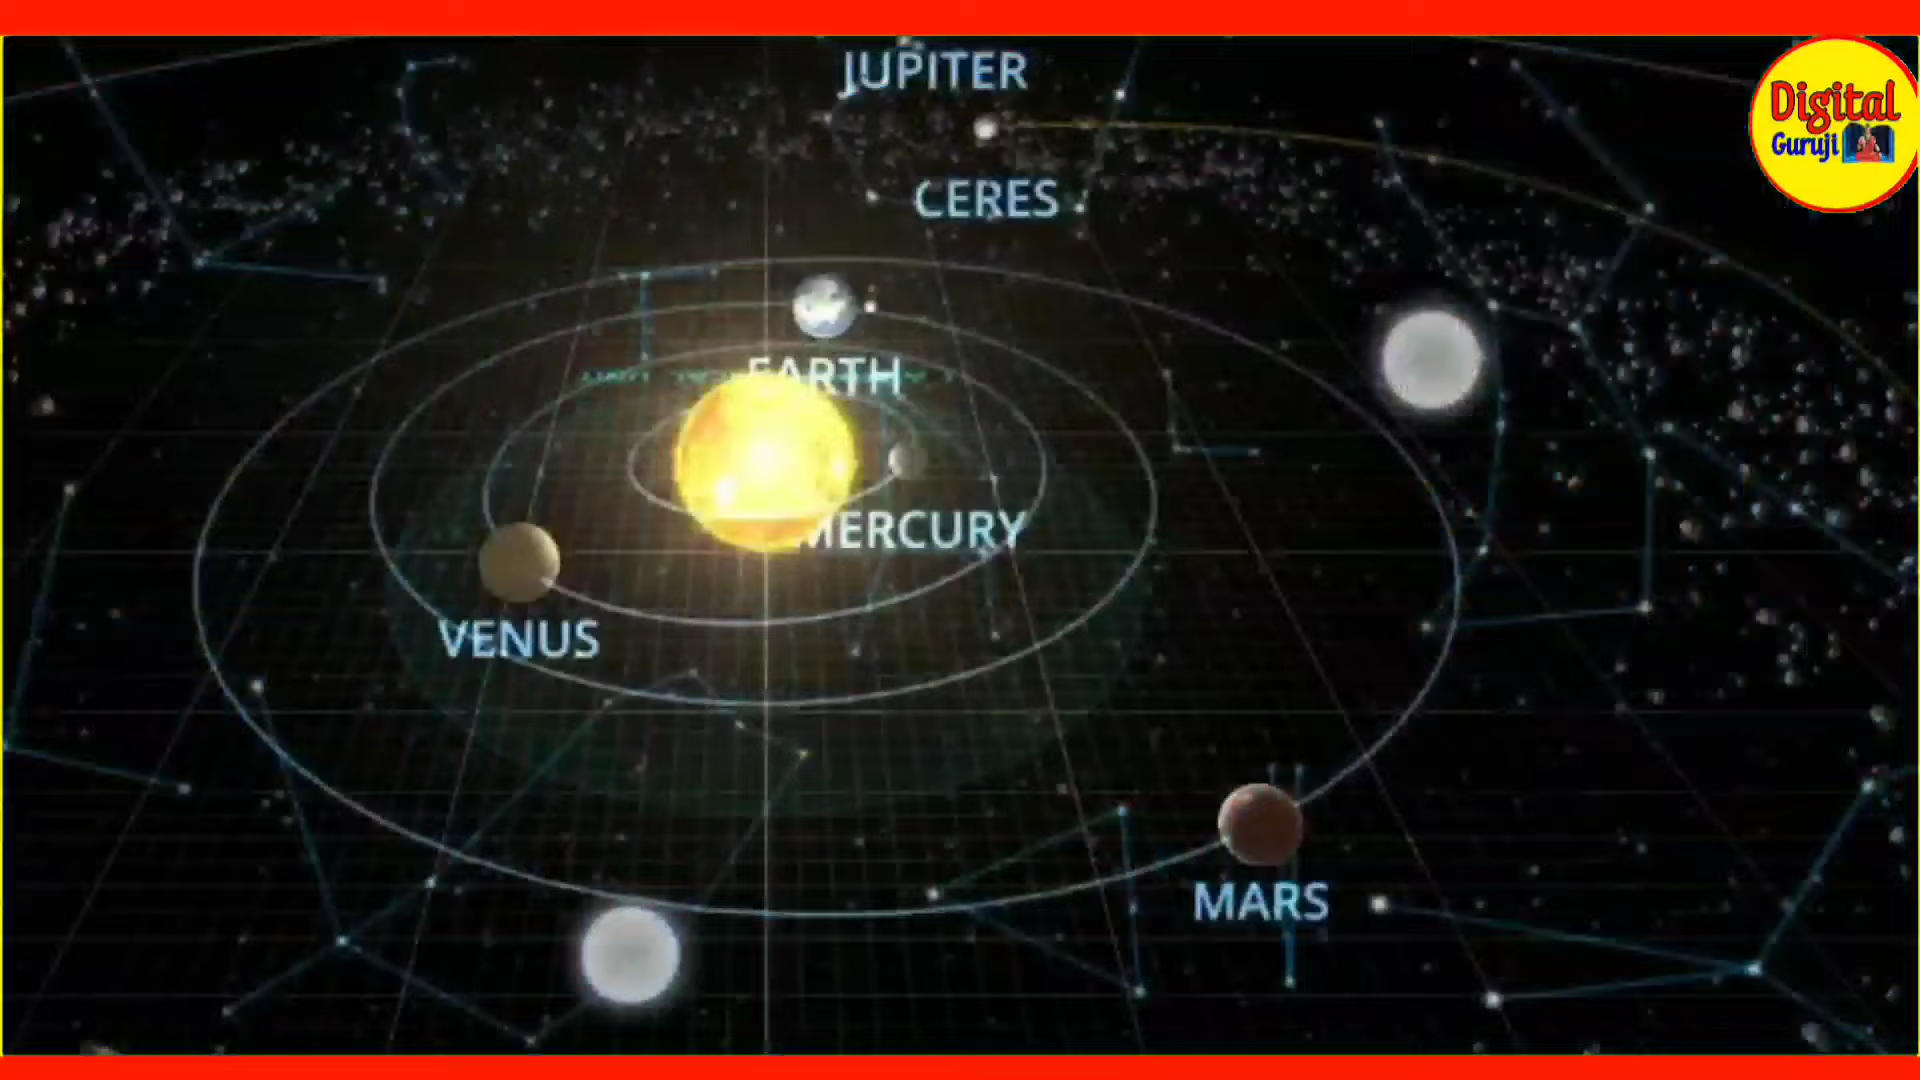 JUPITER
Digital
Guruji
CERES
EARTH
MERCURY
VENUS
MARS